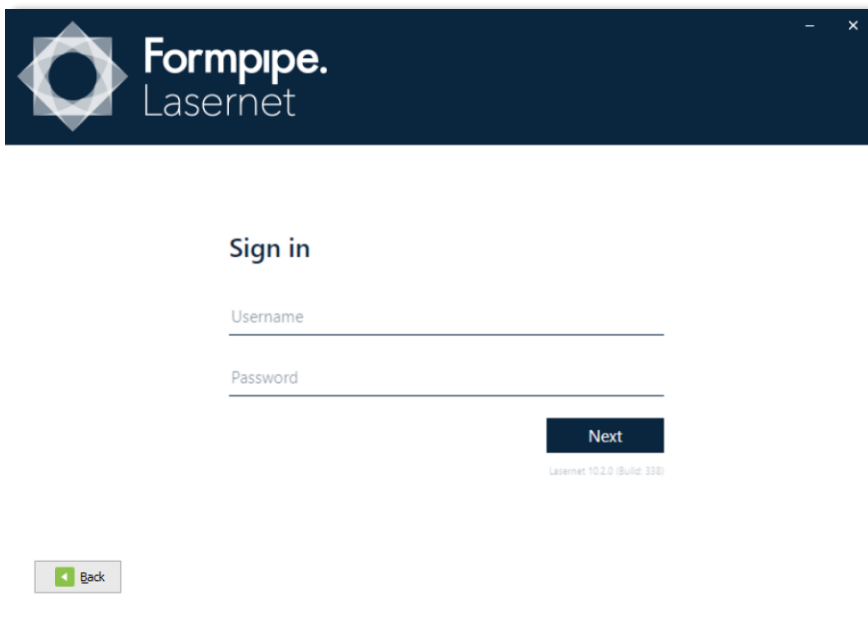 Formpipe.
Lasernet
Sign in
Username
Password
Next
Lasernet 10.2.0 (Build: 338)
Back